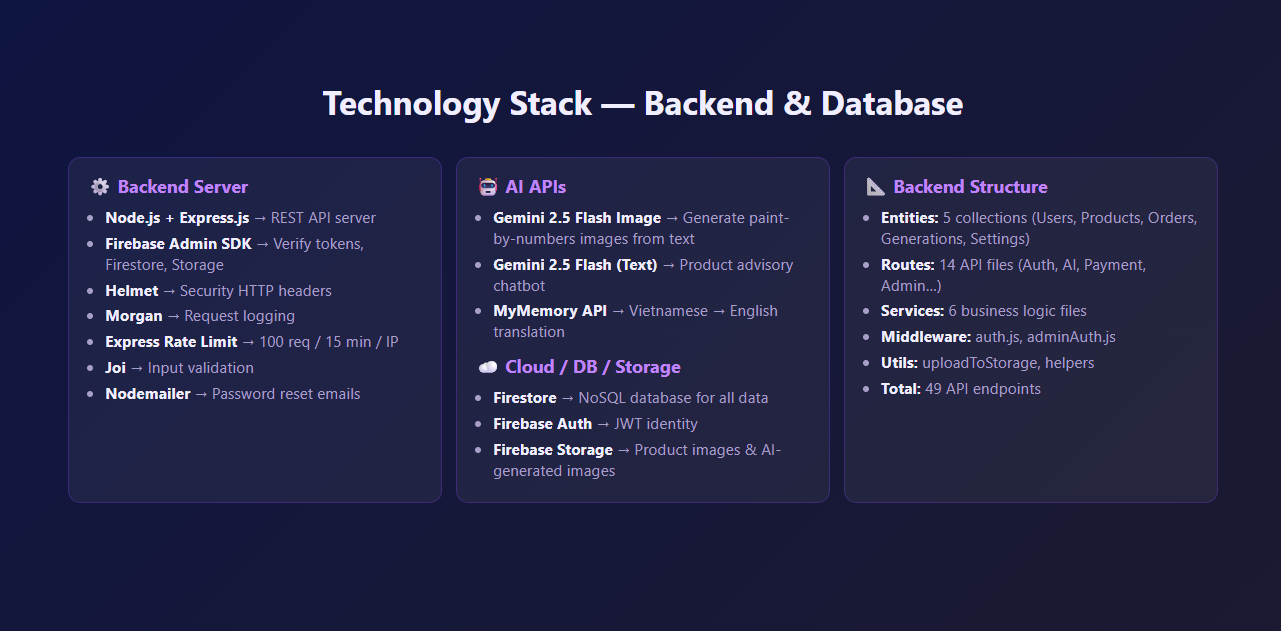 Technology Stack — Backend & Database
⚙️ Backend Server
• Node.js + Express.js → REST API server
• Firebase Admin SDK → Verify tokens,
Firestore, Storage
• Helmet → Security HTTP headers
• Morgan → Request logging
• Express Rate Limit → 100 req / 15 min / IP
• Joi → Input validation
• Nodemailer → Password reset emails
🤖 AI APIs
• Gemini 2.5 Flash Image → Generate paint-
by-numbers images from text
• Gemini 2.5 Flash (Text) → Product advisory
chatbot
• MyMemory API → Vietnamese → English
translation
☁️ Cloud / DB / Storage
• Firestore → NoSQL database for all data
• Firebase Auth → JWT identity
• Firebase Storage → Product images & AI-
generated images
📐 Backend Structure
• Entities: 5 collections (Users, Products, Orders,
Generations, Settings)
• Routes: 14 API files (Auth, AI, Payment,
Admin...)
• Services: 6 business logic files
• Middleware: auth.js, adminAuth.js
• Utils: uploadToStorage, helpers
• Total: 49 API endpoints